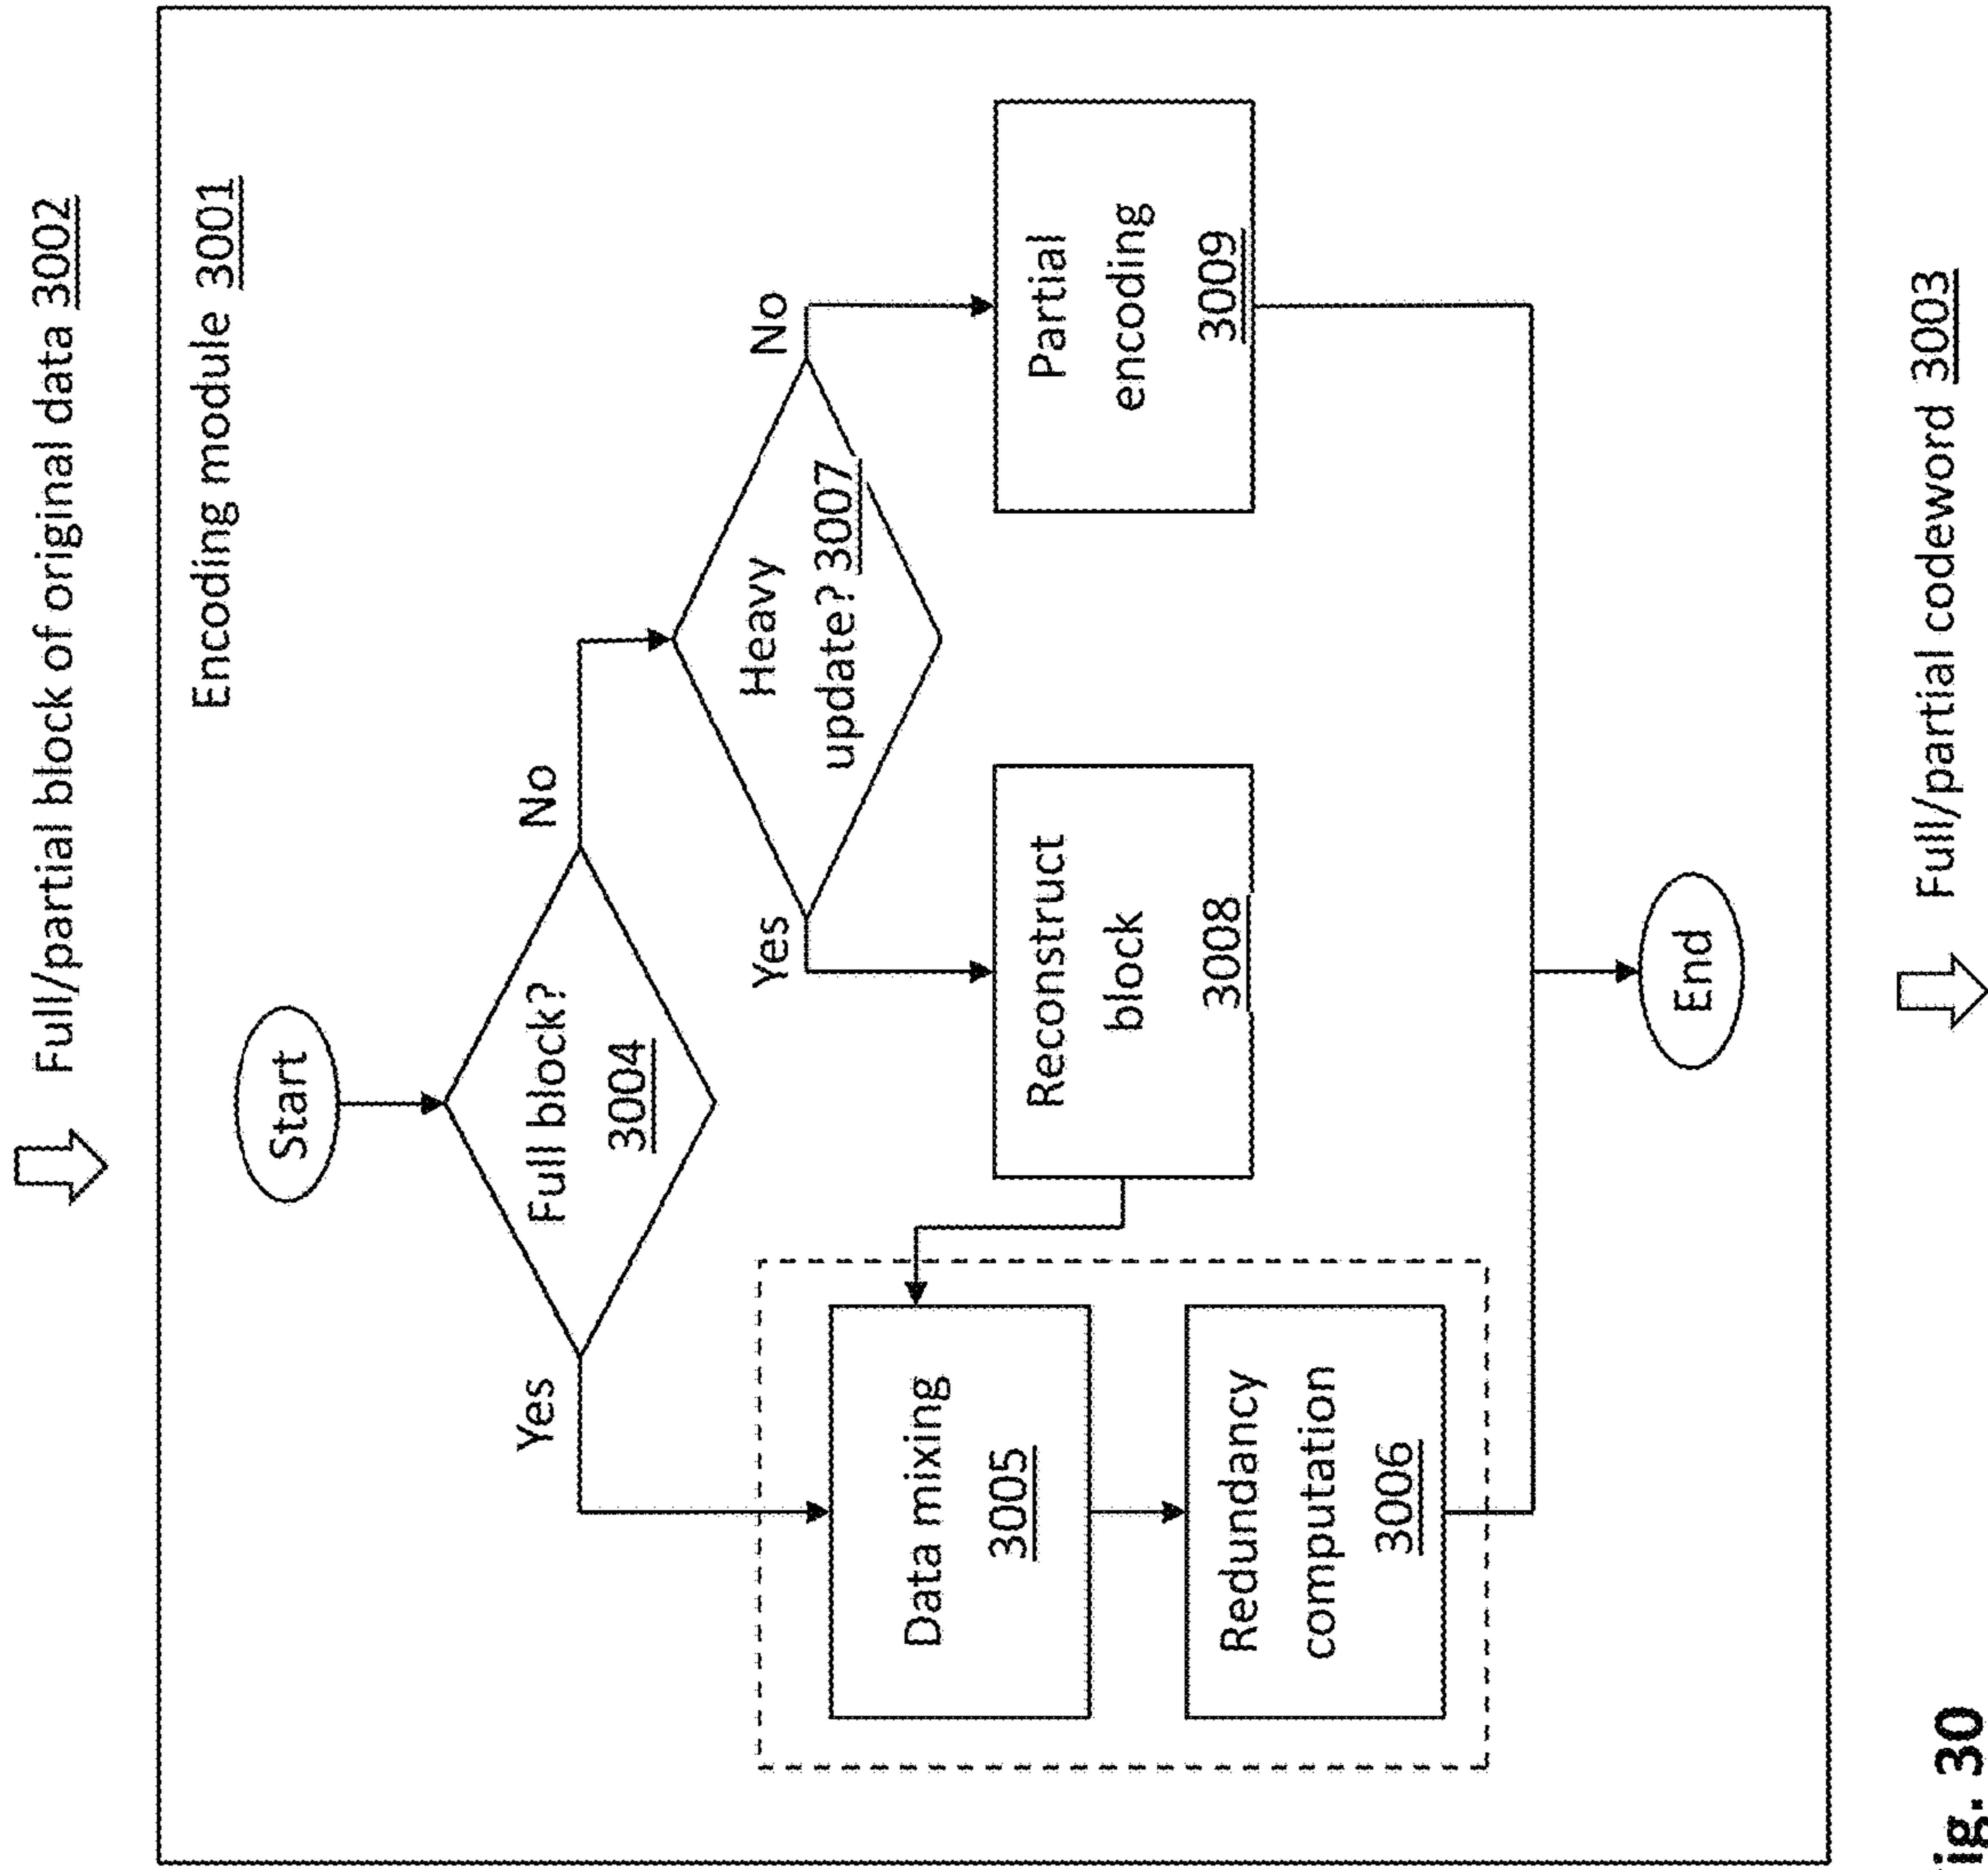 Full/partial block of original data 3002
Encoding module 3001
Start
Full block?
3004
Yes
No
Heavy
update? 3007
Yes
No
Data mixing
3005
Reconstruct
block
3008
Partial
encoding
3009
Redundancy
computation
3006
End
Full/partial codeword 3003
ig. 30